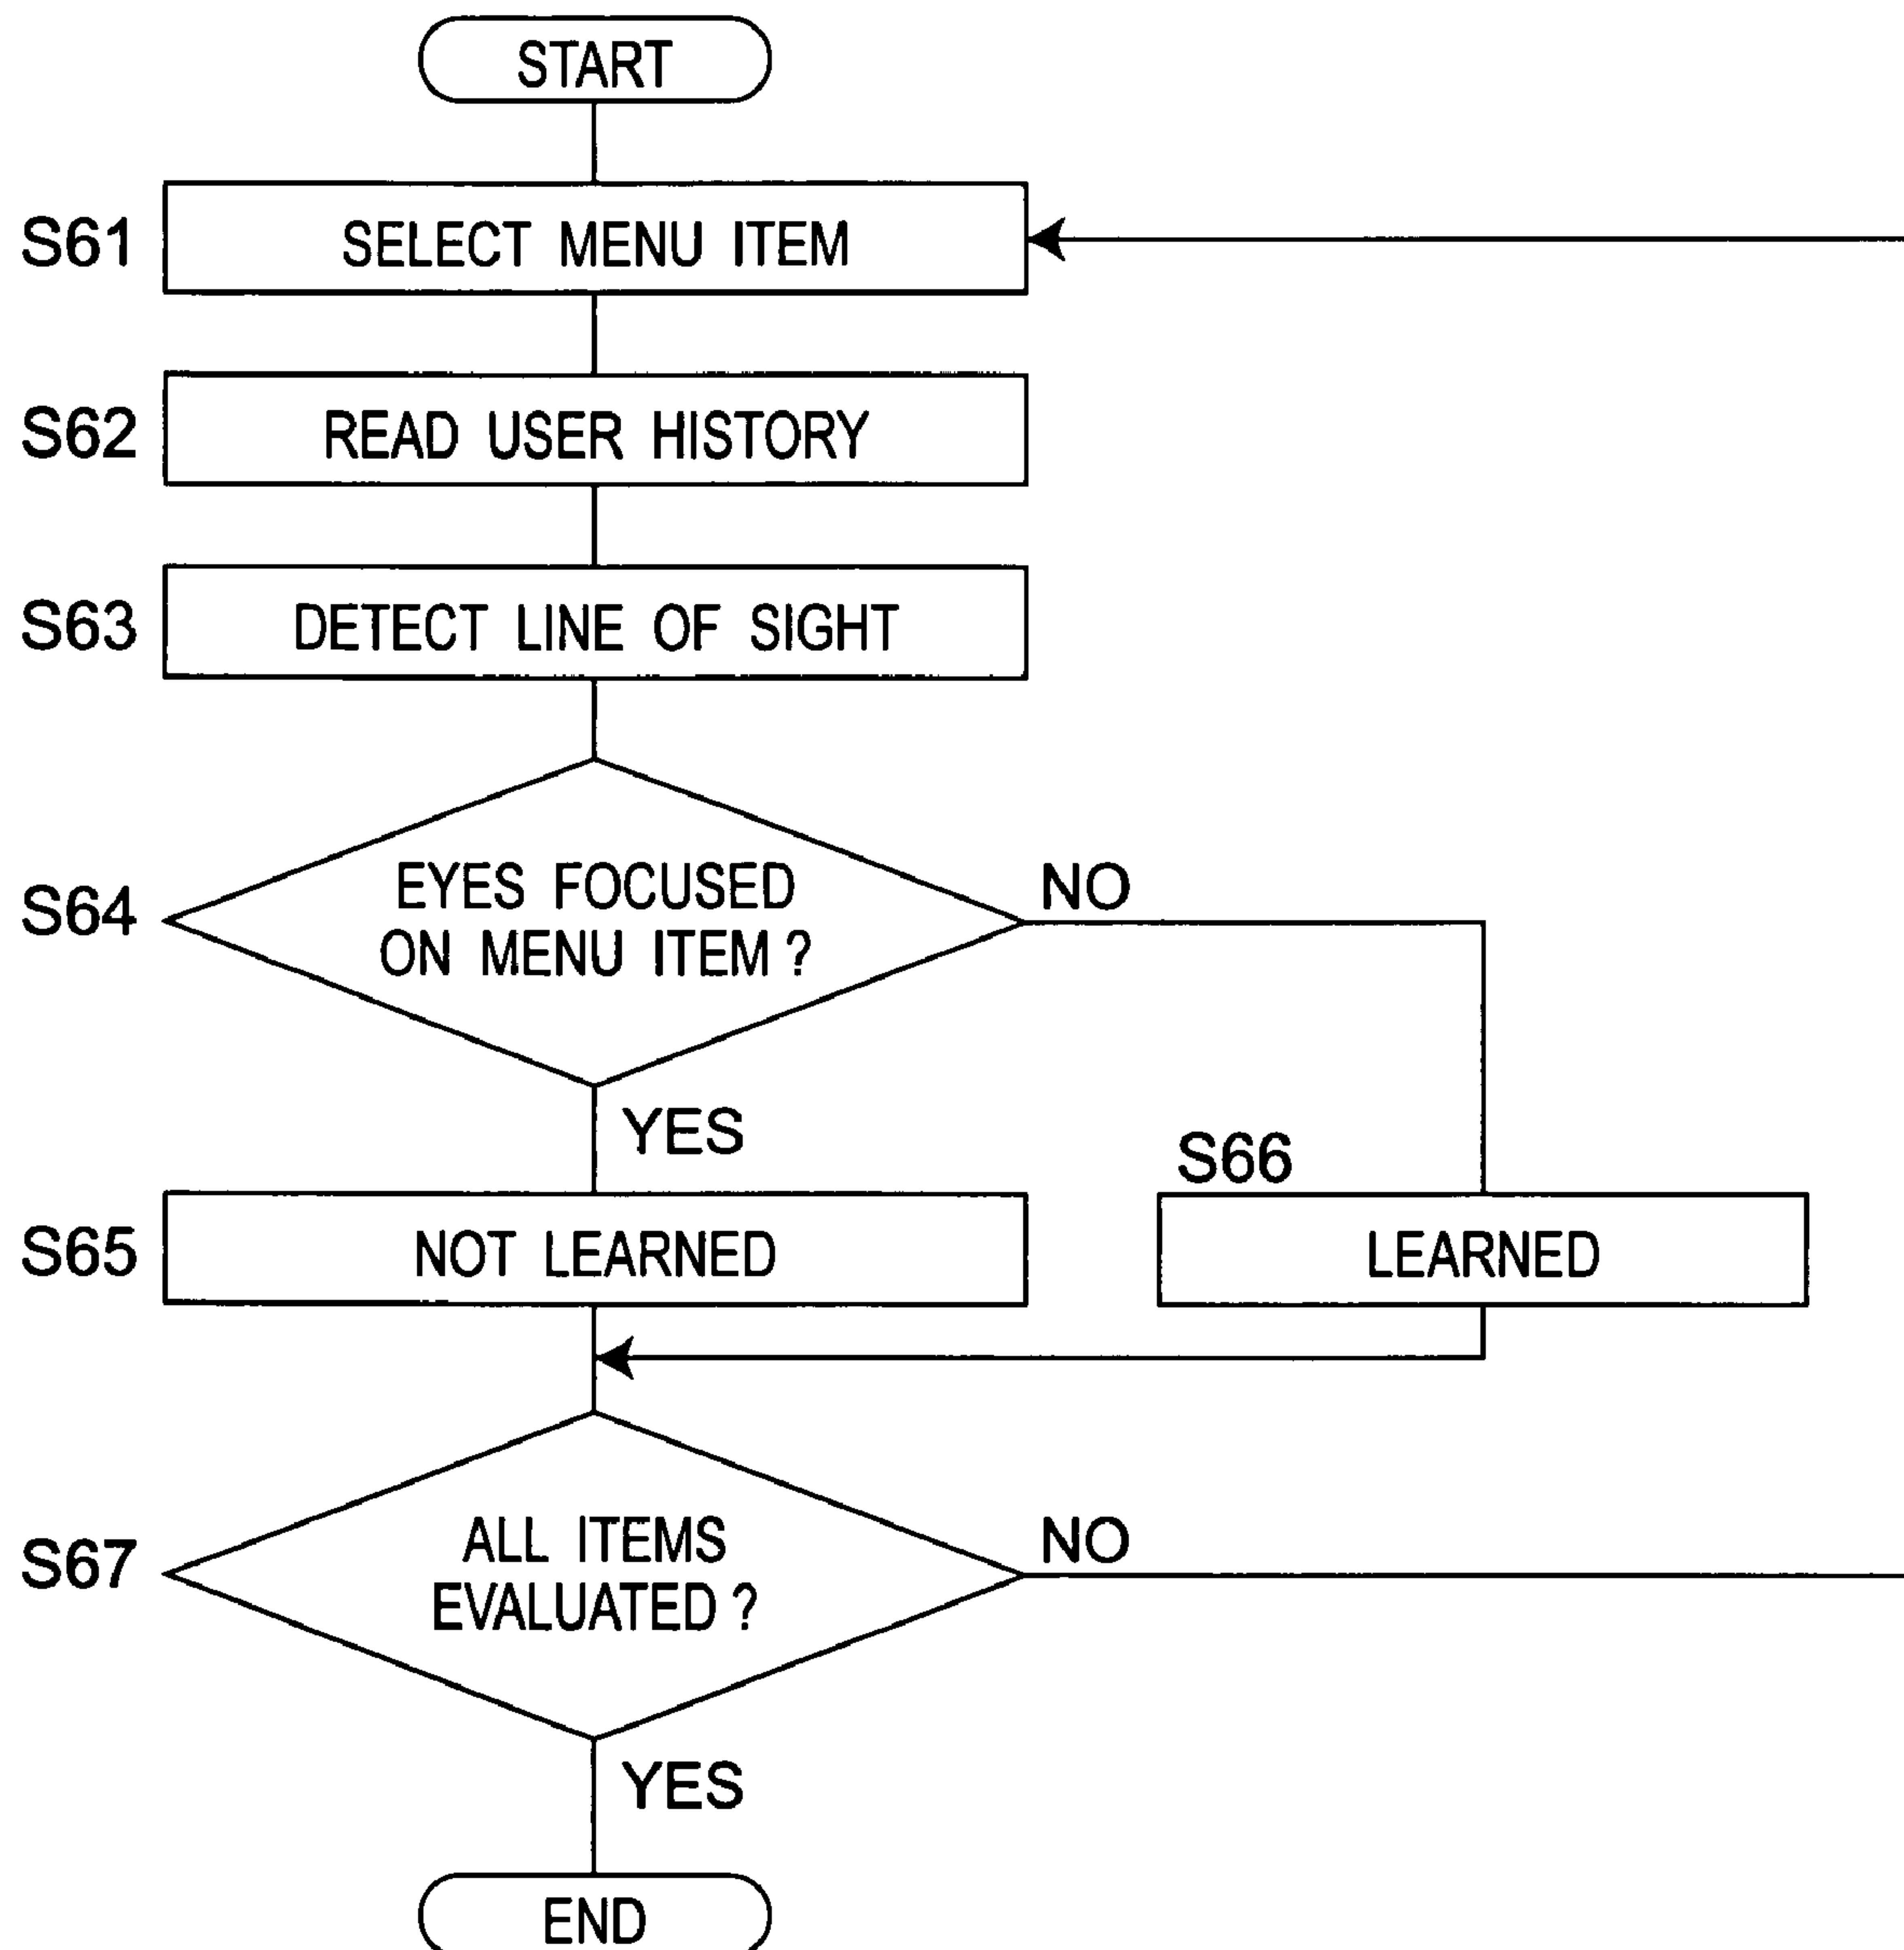 START
S61
SELECT MENU ITEM
S62
READ USER HISTORY
S63
DETECT LINE OF SIGHT
S64
EYES FOCUSED
ON MENU ITEM ?
NO
YES
S66
S65
NOT LEARNED
LEARNED
S67
ALL ITEMS
EVALUATED ?
NO
YES
END